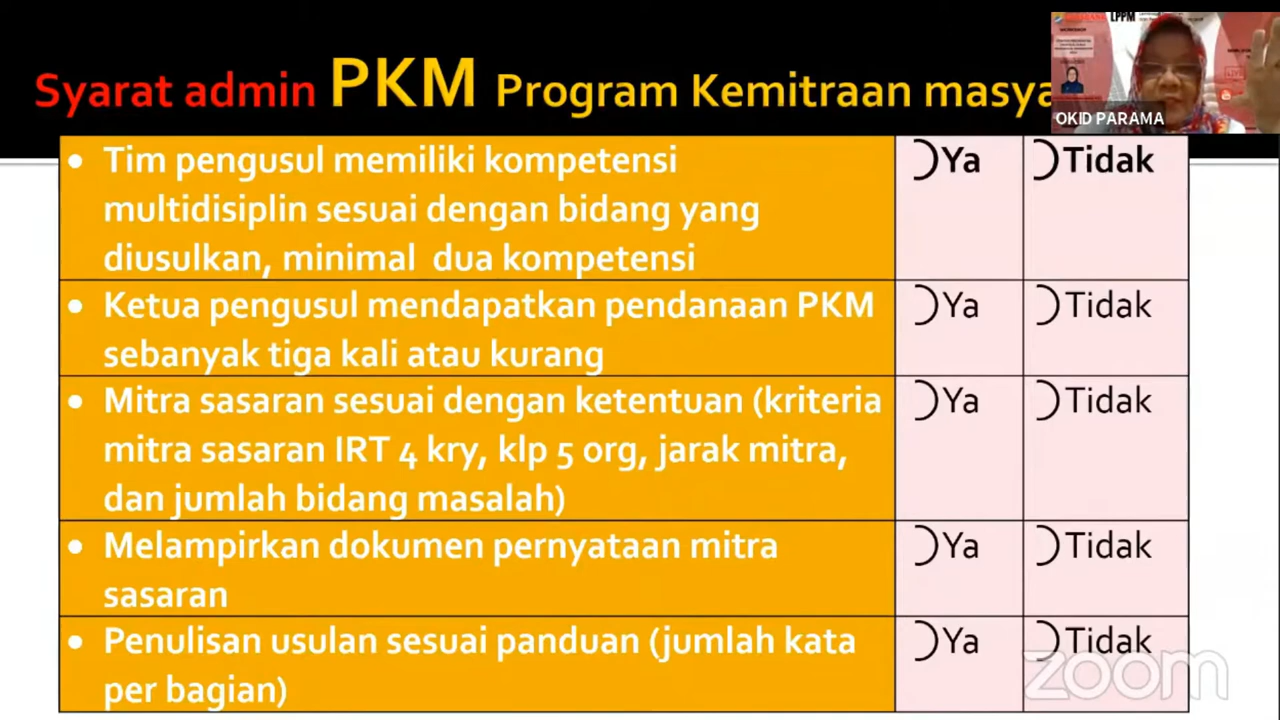 LPPM
Syarat admin PKM Program Kemitraan masya
OKID PARAMA
• Tim pengusul memiliki kompetensi
multidisiplin sesuai dengan bidang yang
diusulkan, minimal dua kompetensi
Ya
Tidak
• Ketua pengusul mendapatkan pendanaan PKM
sebanyak tiga kali atau kurang
Ya
Tidak
• Mitra sasaran sesuai dengan ketentuan (kriteria
mitra sasaran IRT 4 kry, klp 5 org, jarak mitra,
dan jumlah bidang masalah)
Ya
Tidak
• Melampirkan dokumen pernyataan mitra
sasaran
Ya
Tidak
• Penulisan usulan sesuai panduan (jumlah kata
per bagian)
Ya
Tidak
zoom